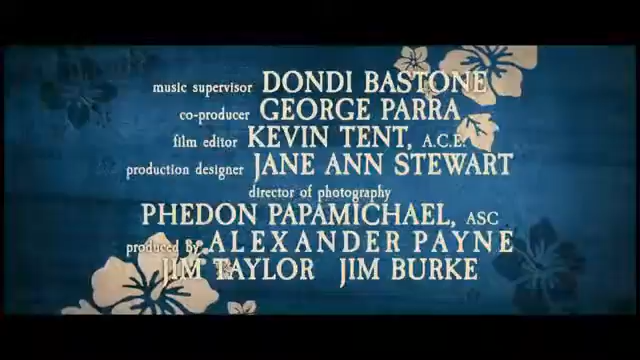 music supervisor DONDI BASTONE
co-producer GEORGE PARRA
film editor KEVIN TENT, A.C.E.
production designer JANE ANN STEWART
director of photography
PHEDON PAPAMICHAEL, ASC
produced by ALEXANDER PAYNE
JIM TAYLOR JIM BURKE